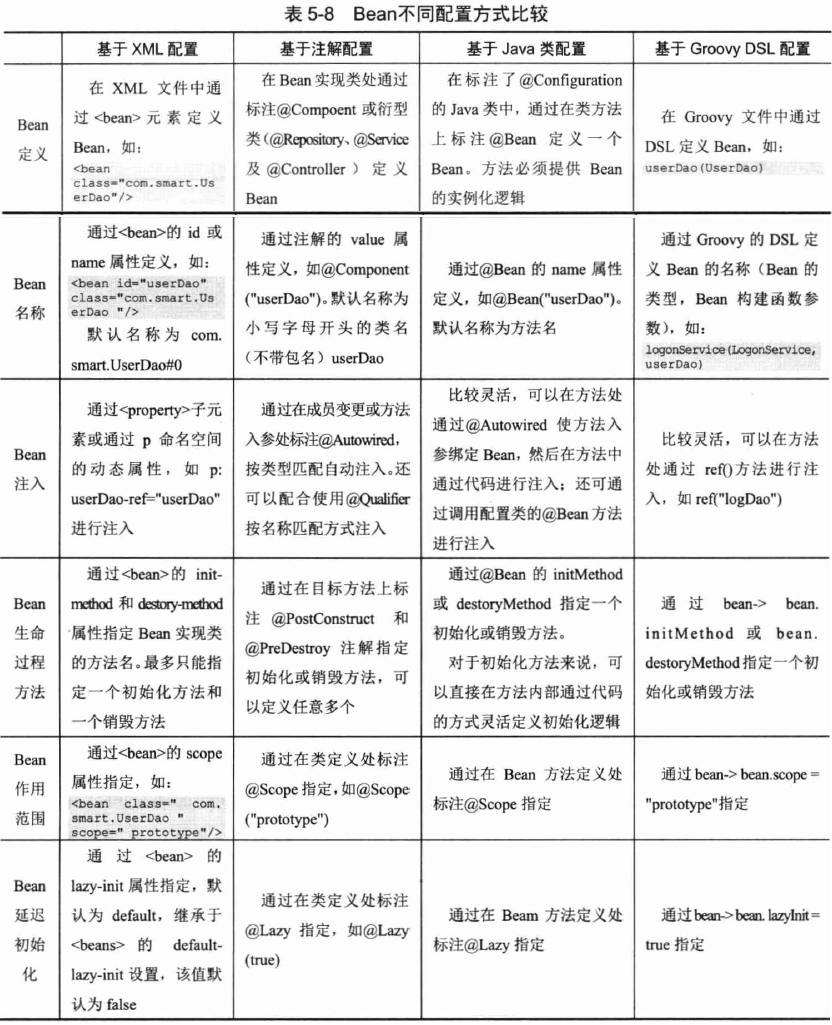 表 5-8 Bean不同配置方式比较
基于 XML 配置
基于注解配置
基于 Java 类配置
基于 Groovy DSL 配置
Bean
定义
在 XML 文件中通
过 <bean> 元素定义
Bean，如：
<bean
class="com.smart.Us
erDao"/>
在 Bean 实现类处通过
标注@Compoent 或衍型
类（@Repository、@Service
及 @Controller ） 定义
Bean
在标注了@Configuration
的 Java 类中，通过在类方法
上标注@Bean 定义一个
Bean。方法必须提供 Bean
的实例化逻辑
在 Groovy 文件中通过
DSL 定义 Bean，如：
userDao(UserDao)
Bean
名称
通过<bean>的 id 或
name 属性定义，如：
<bean id="userDao"
class="com.smart.Us
erDao "/>
默认名称为 com.
smart.UserDao#0
通过注解的 value 属
性定义，如@Component
("userDao")。默认名称为
小写字母开头的类名
（不带包名）userDao
通过@Bean 的 name 属性
定义，如@Bean("userDao")。
默认名称为方法名
通过 Groovy 的 DSL 定
义 Bean 的名称（Bean 的
类型，Bean 构建函数参
数），如：
logonService(LogonService,
userDao)
Bean
注入
通过<property>子元
素或通过 p 命名空间
的动态属性，如 p:
userDao-ref="userDao"
进行注入
通过在成员变更或方法
入参处标注@Autowired，
按类型匹配自动注入。还
可以配合使用@Qualifier
按名称匹配方式注入
比较灵活，可以在方法处
通过@Autowired 使方法入
参绑定 Bean，然后在方法中
通过代码进行注入；还可通
过调用配置类的@Bean 方法
进行注入
比较灵活，可以在方法
处通过 ref()方法进行注
入，如 ref("logDao")
Bean
生命
过程
方法
通过<bean>的 init-
method 和 destory-method
属性指定 Bean 实现类
的方法名。最多只能指
定一个初始化方法和
一个销毁方法
通过在目标方法上标
注 @PostConstruct 和
@PreDestroy 注解指定
初始化或销毁方法，可
以定义任意多个
通过@Bean 的 initMethod
或 destoryMethod 指定一个
初始化或销毁方法。
对于初始化方法来说，可
以直接在方法内部通过代码
的方式灵活定义初始化逻辑
通过 bean-> bean.
initMethod 或 bean.
destoryMethod 指定一个初
始化或销毁方法
Bean
作用
范围
通过<bean>的 scope
属性指定，如：
<bean class=" com.
smart.UserDao "
scope=" prototype"/>
通过在类定义处标注
@Scope 指定，如@Scope
("prototype")
通过在 Bean 方法定义处
标注@Scope 指定
通过 bean-> bean.scope =
"prototype"指定
Bean
延迟
初始
化
通过 <bean> 的
lazy-init 属性指定，默
认为 default，继承于
<beans> 的 default-
lazy-init 设置，该值默
认为 false
通过在类定义处标注
@Lazy 指定，如@Lazy
(true)
通过在 Beam 方法定义处
标注@Lazy 指定
通过 bean-> bean. lazyInit =
true 指定